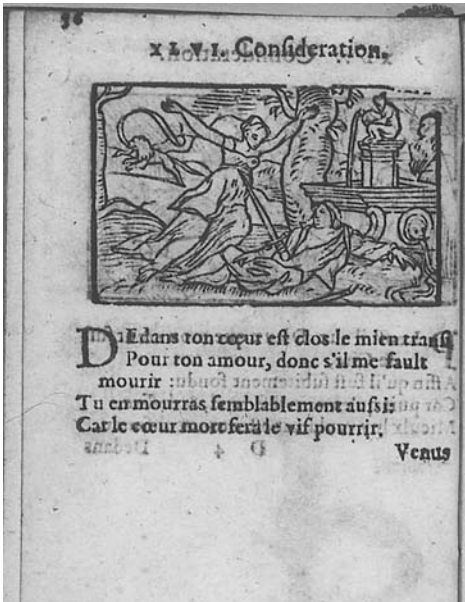 56
XLVI. Consideration.
DEdans ton cœur est clos le mien transi
Pour ton amour, donc s'il me fault
mourir :
Tu en mourras semblablement aussi:
Car le cœur mort fera le vif pourrir.
Venus